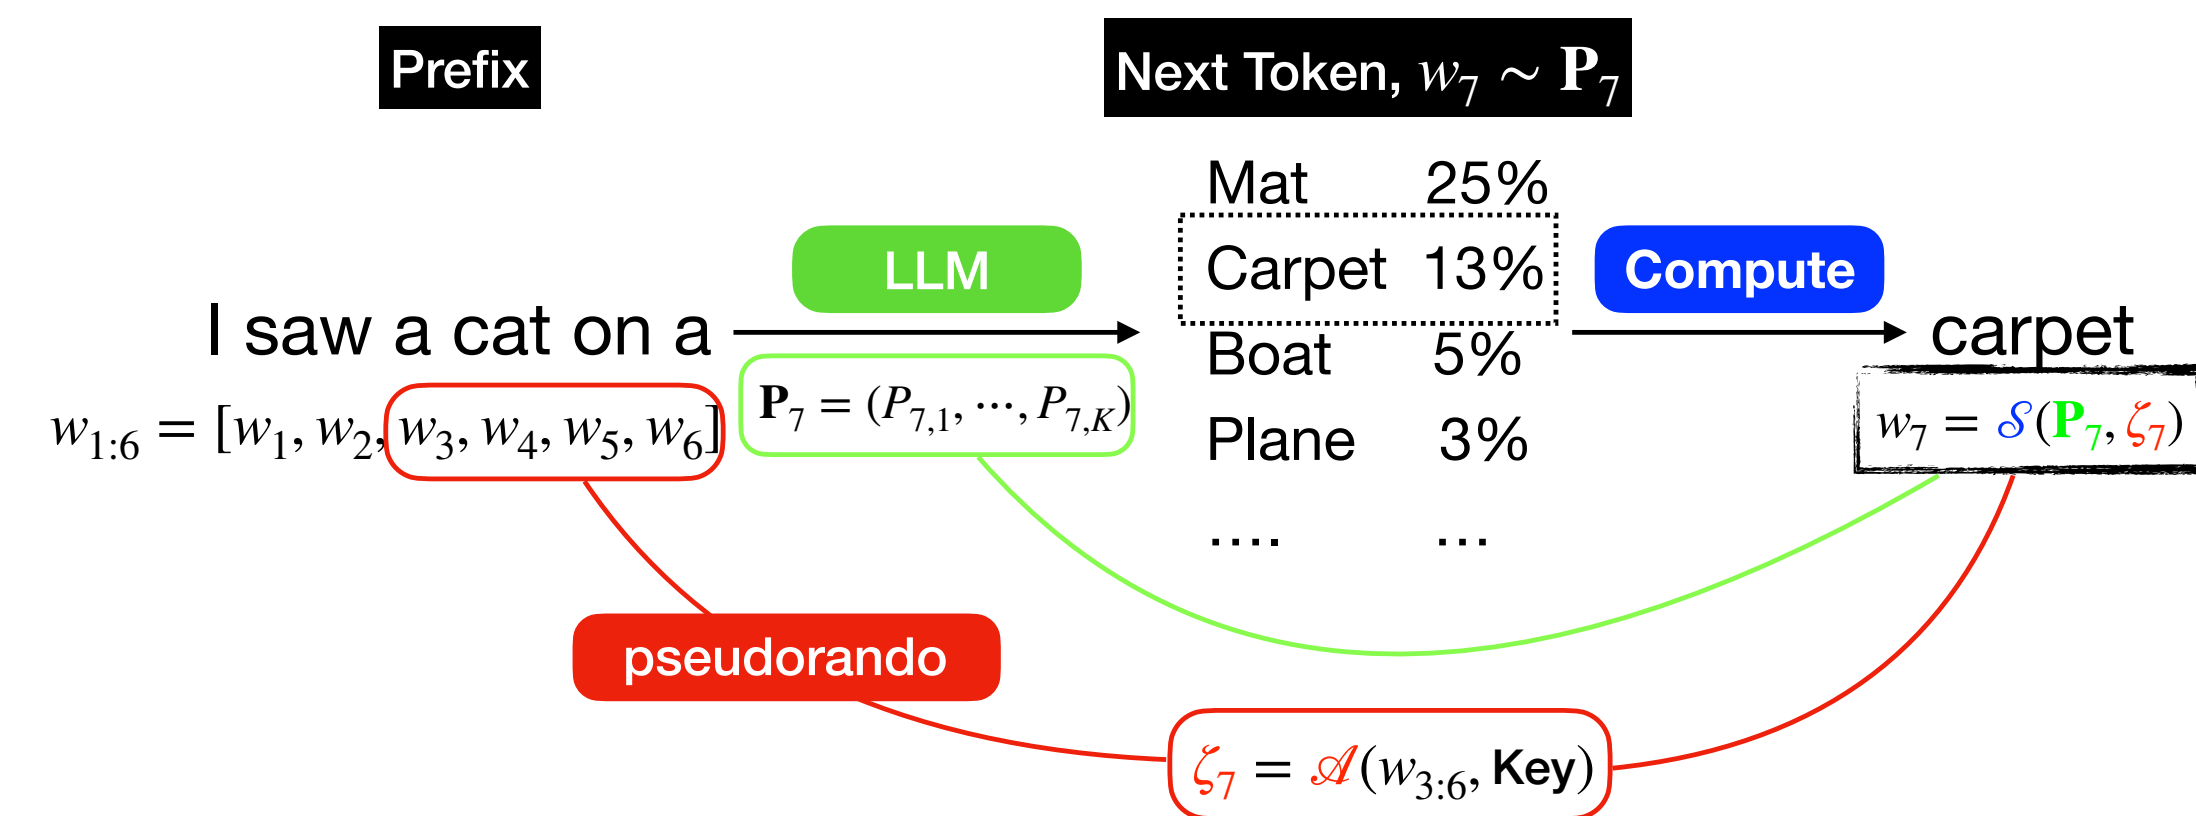 Prefix
Next Token, w₇ ∼ P₇
Mat 25%
Carpet 13%
Boat 5%
Plane 3%
.... ...
LLM
Compute
I saw a cat on a
carpet
w₁:₆ = [w₁, w₂, w₃, w₄, w₅, w₆]
P₇ = (P₇,₁, ⋯, P₇,K)
w₇ = 𝒮(P₇, ζ₇)
pseudorando
ζ₇ = 𝒜(w₃:₆, Key)